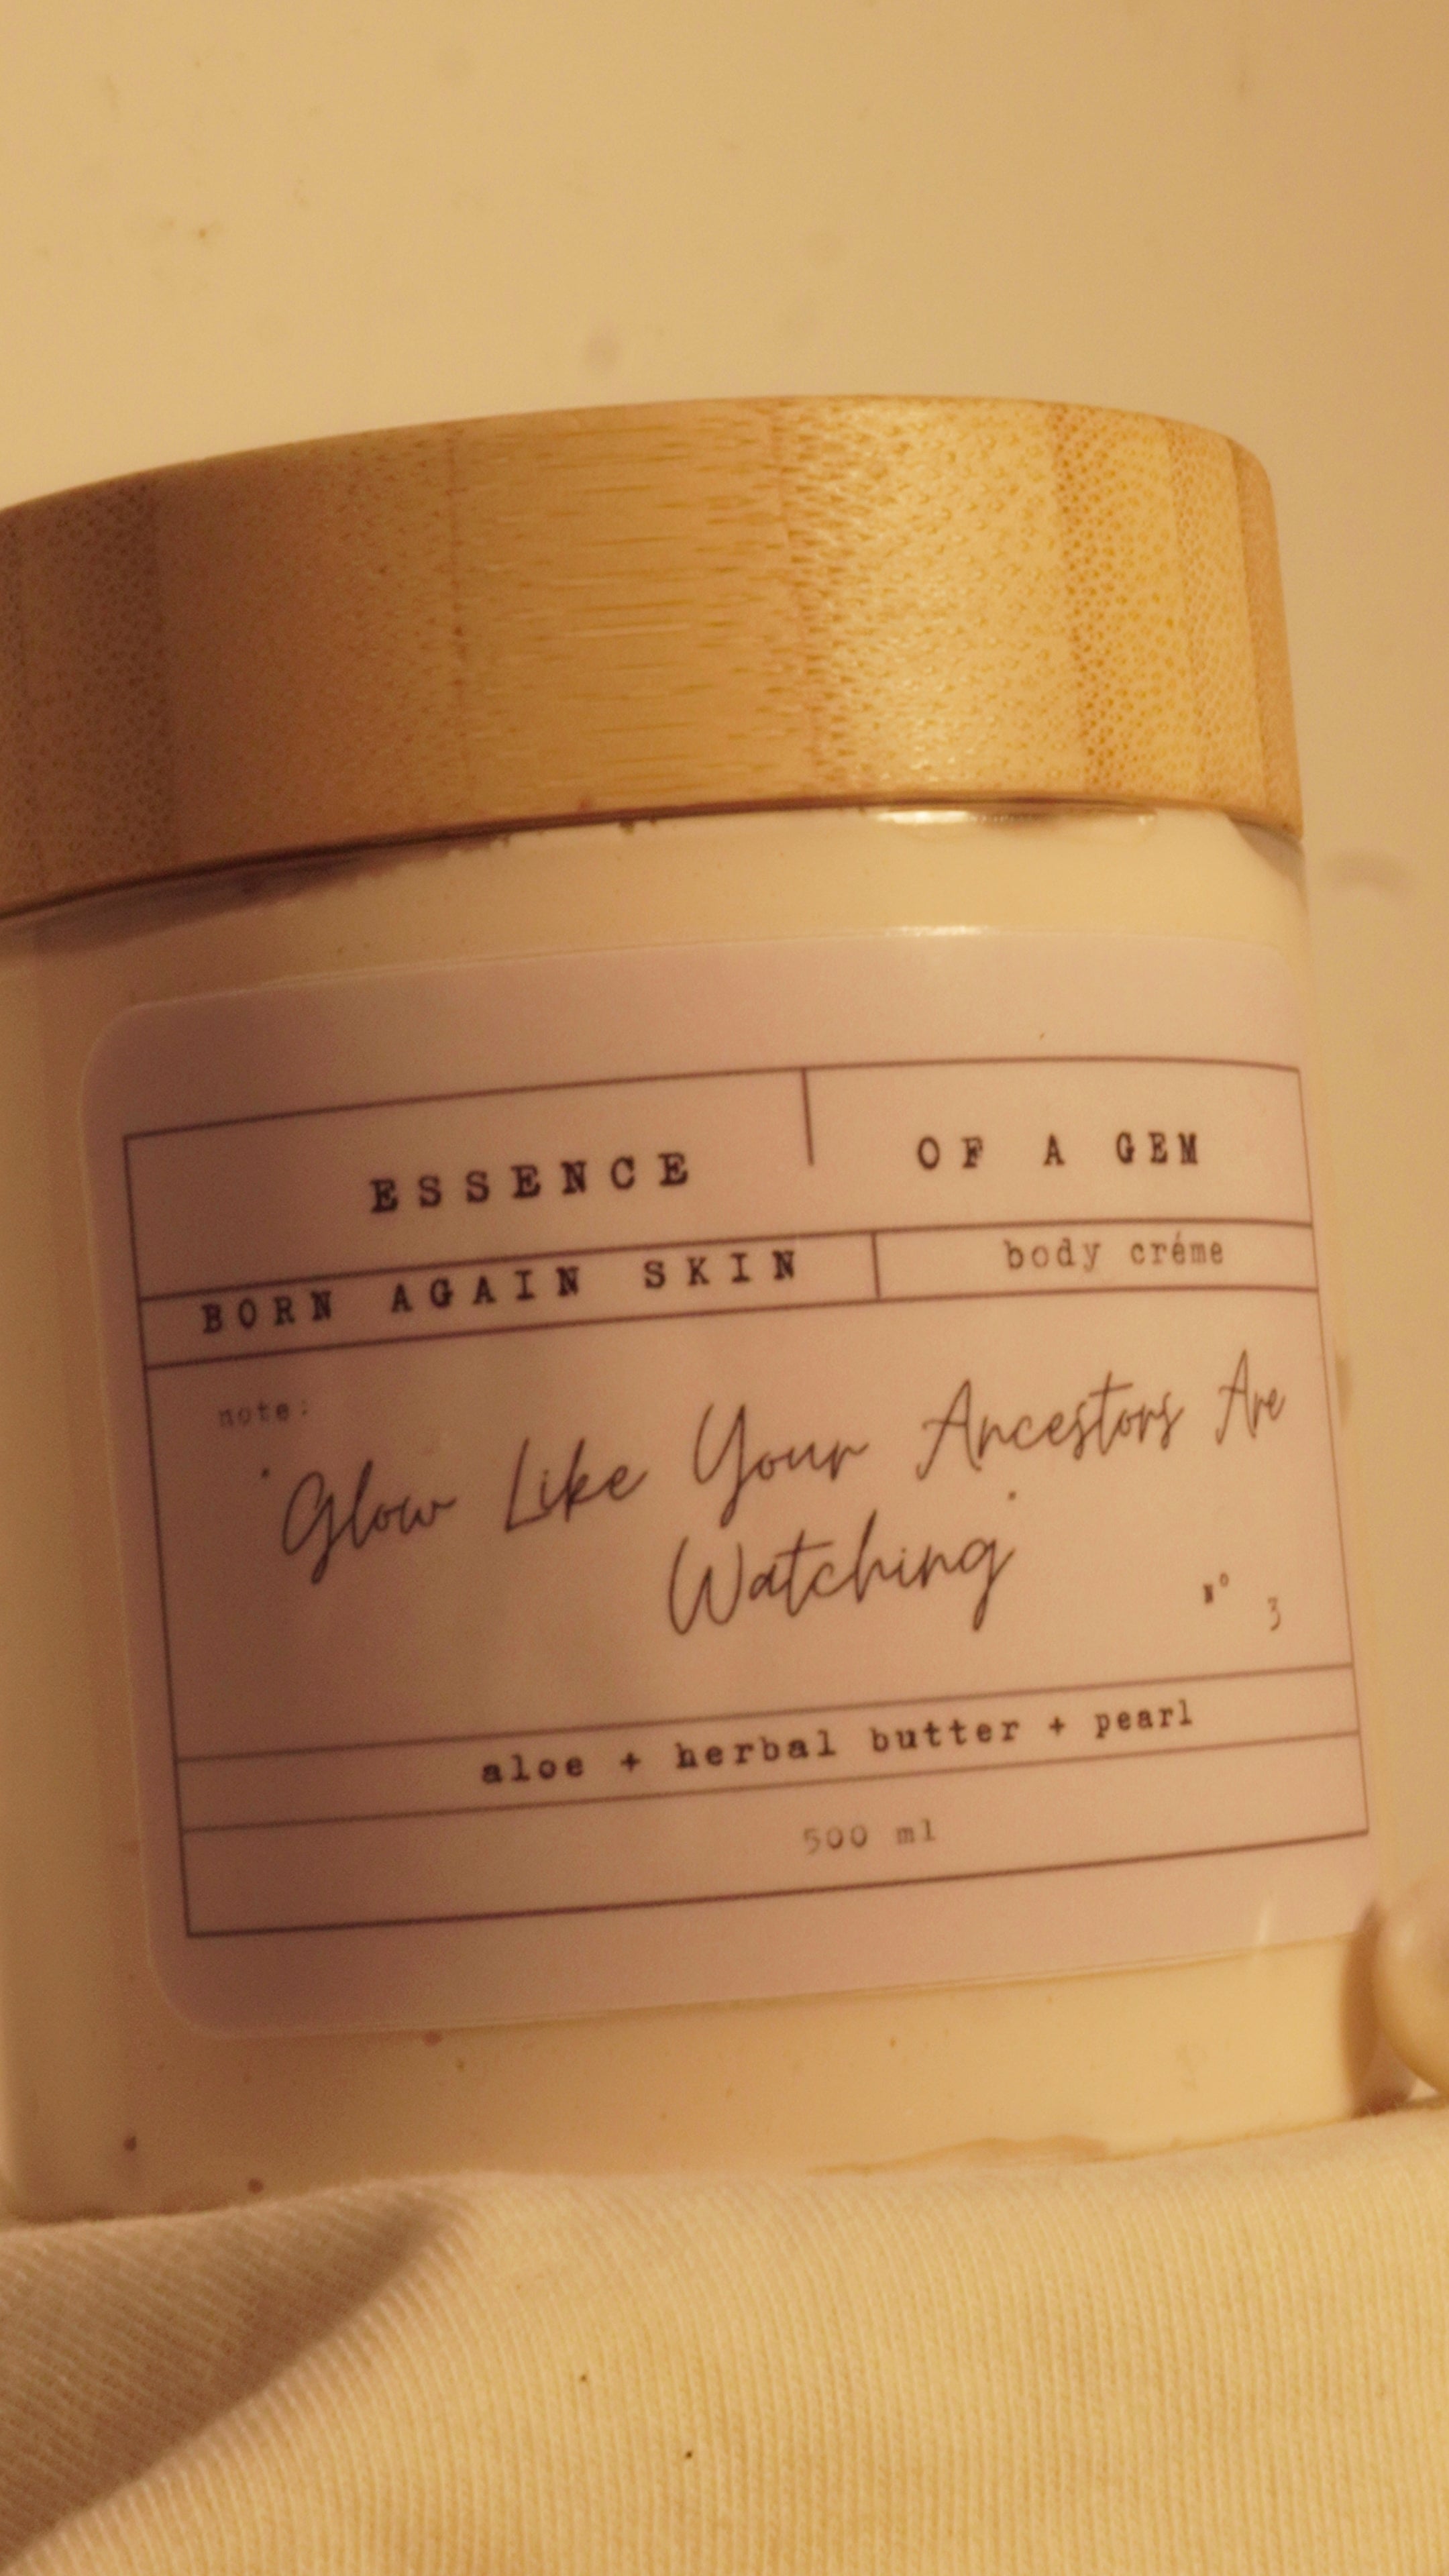 ESSENCE OF A GEM
BORN AGAIN SKIN body créme
note:
"Glow Like Your Ancestors Are
Watching"
Nº 3
aloe + herbal butter + pearl
500 ml